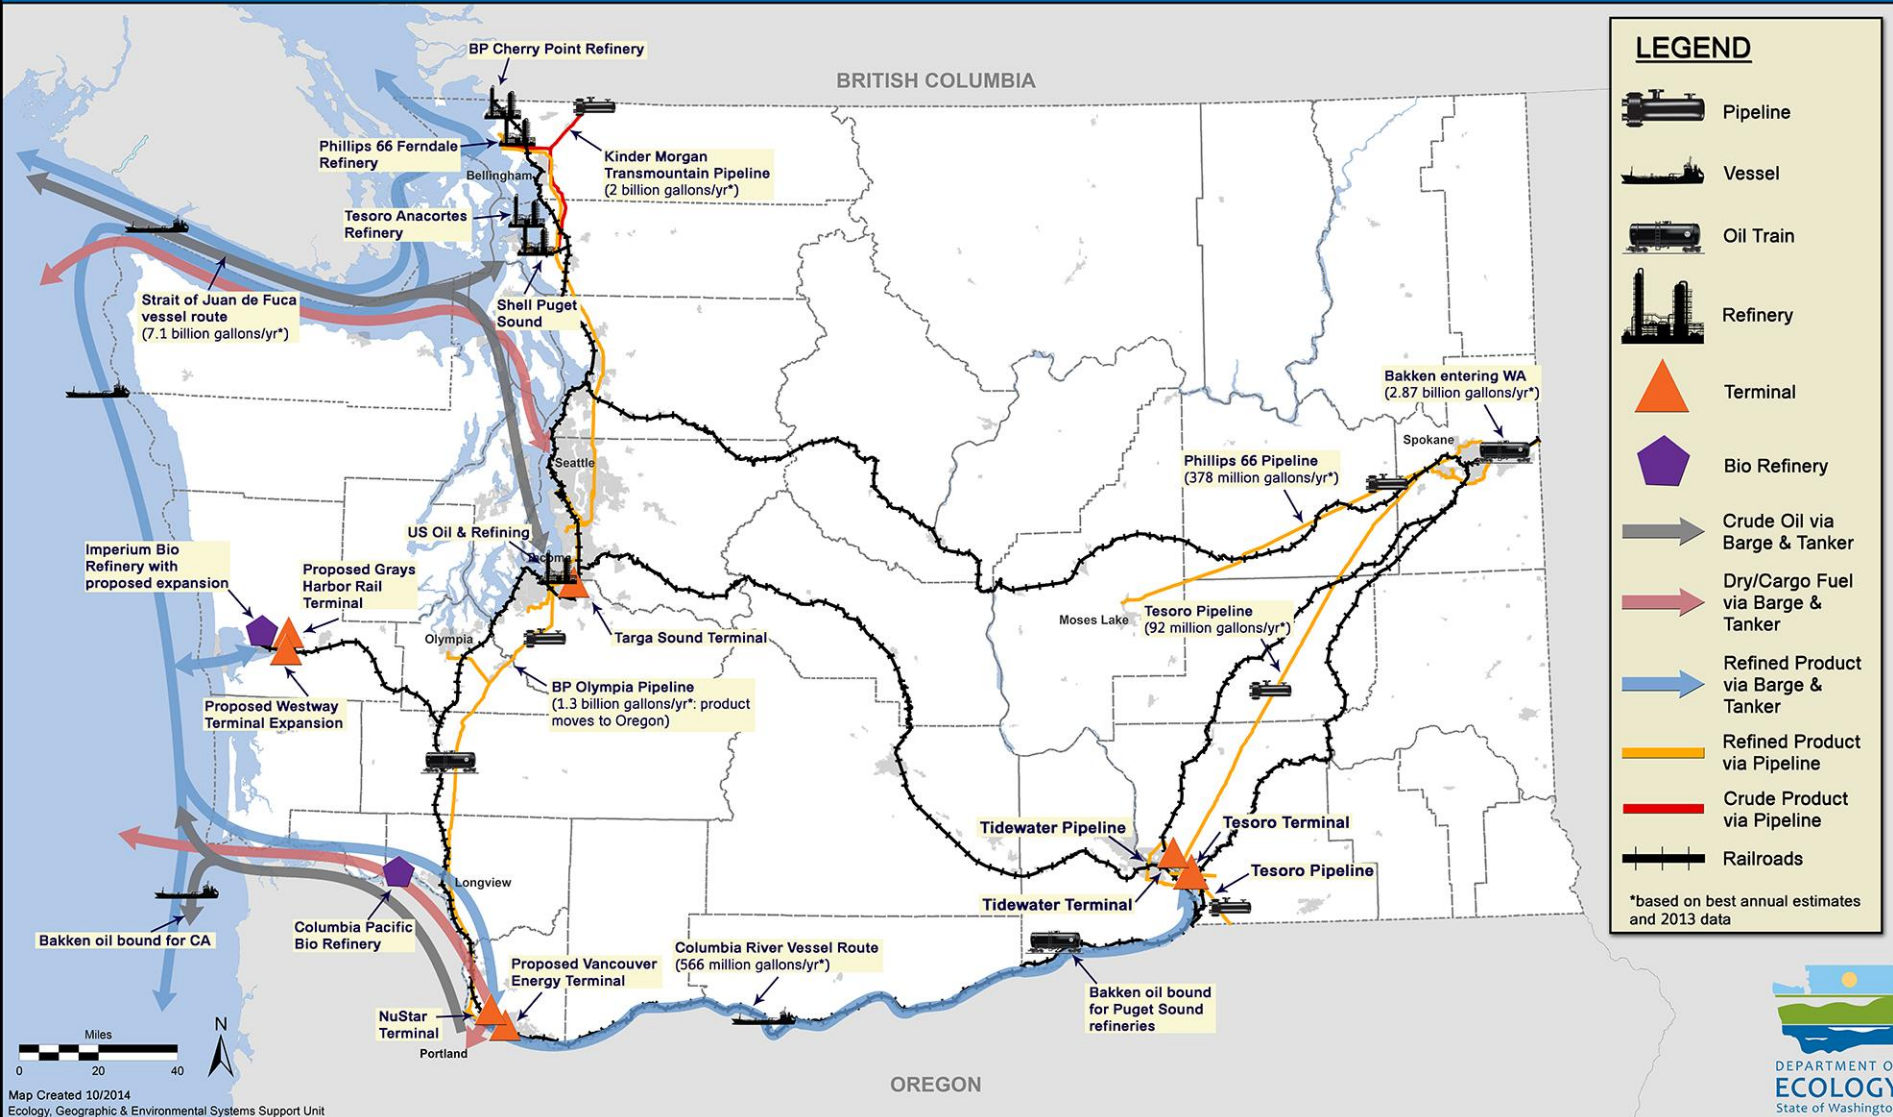 BRITISH COLUMBIA
BP Cherry Point Refinery
Phillips 66 Ferndale
Refinery
Bellingham
Kinder Morgan
Transmountain Pipeline
(2 billion gallons/yr*)
Tesoro Anacortes
Refinery
Strait of Juan de Fuca
vessel route
(7.1 billion gallons/yr*)
Shell Puget
Sound
Bakken entering WA
(2.87 billion gallons/yr*)
Spokane
Seattle
Phillips 66 Pipeline
(378 million gallons/yr*)
US Oil & Refining
Imperium Bio
Refinery with
proposed expansion
Proposed Grays
Harbor Rail
Terminal
Olympia
Targa Sound Terminal
Moses Lake
Tesoro Pipeline
(92 million gallons/yr*)
BP Olympia Pipeline
(1.3 billion gallons/yr*: product
moves to Oregon)
Proposed Westway
Terminal Expansion
Tidewater Pipeline
Tesoro Terminal
Tesoro Pipeline
Tidewater Terminal
Longview
Columbia Pacific
Bio Refinery
Bakken oil bound for CA
Proposed Vancouver
Energy Terminal
Columbia River Vessel Route
(566 million gallons/yr*)
Bakken oil bound
for Puget Sound
refineries
NuStar
Terminal
Portland
OREGON
Miles
0 20 40
N
Map Created 10/2014
Ecology, Geographic & Environmental Systems Support Unit
LEGEND
Pipeline
Vessel
Oil Train
Refinery
Terminal
Bio Refinery
Crude Oil via
Barge & Tanker
Dry/Cargo Fuel
via Barge &
Tanker
Refined Product
via Barge &
Tanker
Refined Product
via Pipeline
Crude Product
via Pipeline
Railroads
*based on best annual estimates
and 2013 data
DEPARTMENT O
ECOLOGY
State of Washington